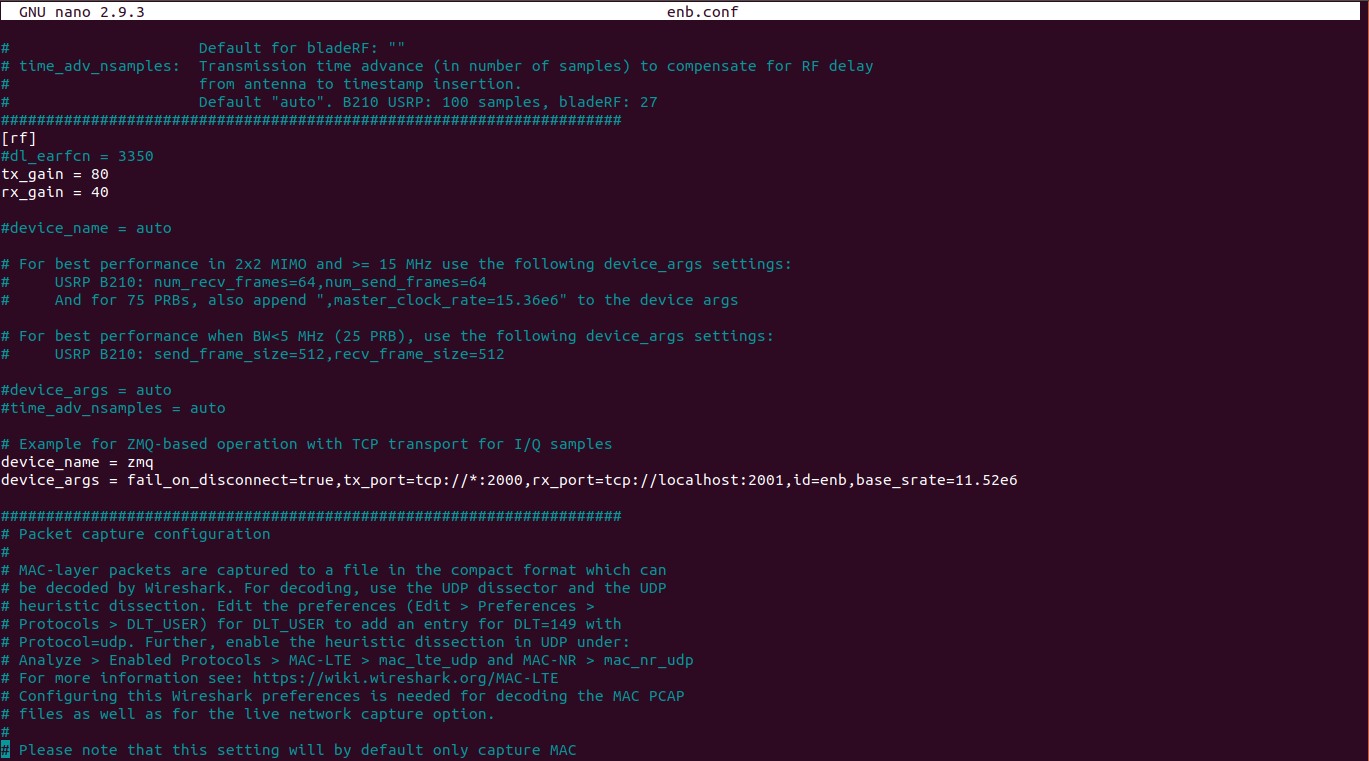 GNU nano 2.9.3 enb.conf
# Default for bladeRF: ""
# time_adv_nsamples: Transmission time advance (in number of samples) to compensate for RF delay
# from antenna to timestamp insertion.
# Default "auto". B210 USRP: 100 samples, bladeRF: 27
#####################################################################
[rf]
#dl_earfcn = 3350
tx_gain = 80
rx_gain = 40
#device_name = auto
# For best performance in 2x2 MIMO and >= 15 MHz use the following device_args settings:
# USRP B210: num_recv_frames=64,num_send_frames=64
# And for 75 PRBs, also append ",master_clock_rate=15.36e6" to the device args
# For best performance when BW<5 MHz (25 PRB), use the following device_args settings:
# USRP B210: send_frame_size=512,recv_frame_size=512
#device_args = auto
#time_adv_nsamples = auto
# Example for ZMQ-based operation with TCP transport for I/Q samples
device_name = zmq
device_args = fail_on_disconnect=true,tx_port=tcp://*:2000,rx_port=tcp://localhost:2001,id=enb,base_srate=11.52e6
#####################################################################
# Packet capture configuration
#
# MAC-layer packets are captured to a file in the compact format which can
# be decoded by Wireshark. For decoding, use the UDP dissector and the UDP
# heuristic dissection. Edit the preferences (Edit > Preferences >
# Protocols > DLT_USER) for DLT_USER to add an entry for DLT=149 with
# Protocol=udp. Further, enable the heuristic dissection in UDP under:
# Analyze > Enabled Protocols > MAC-LTE > mac_lte_udp and MAC-NR > mac_nr_udp
# For more information see: https://wiki.wireshark.org/MAC-LTE
# Configuring this Wireshark preferences is needed for decoding the MAC PCAP
# files as well as for the live network capture option.
#
# Please note that this setting will by default only capture MAC